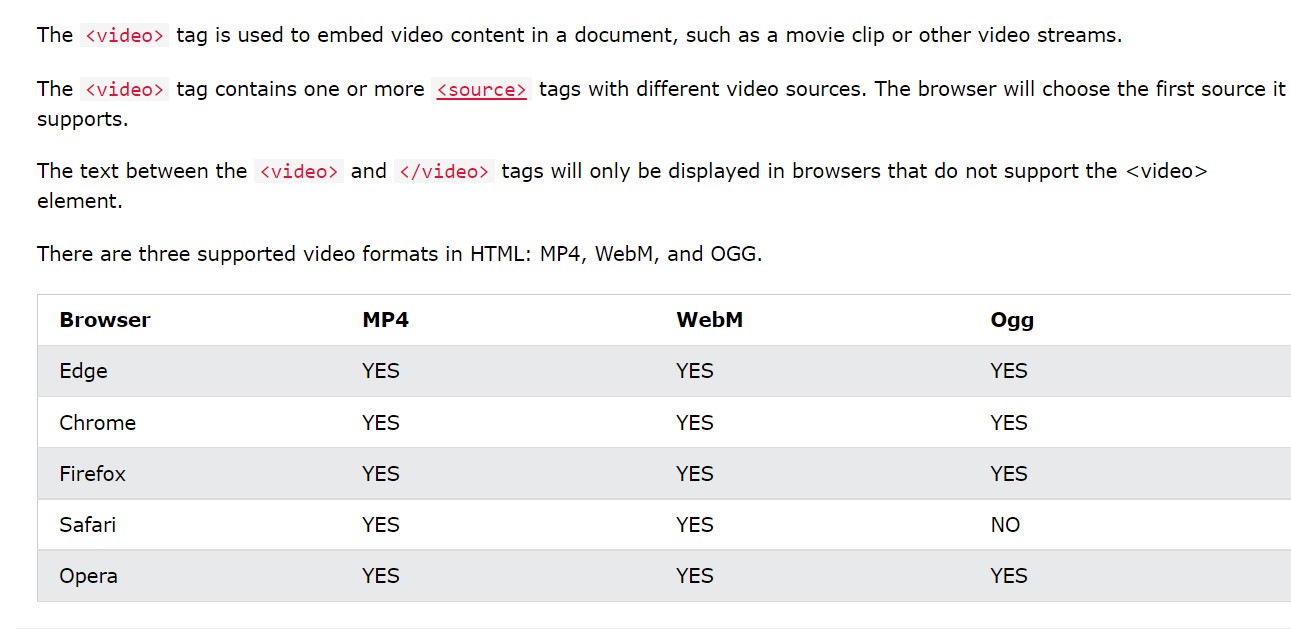 The <video> tag is used to embed video content in a document, such as a movie clip or other video streams.
The <video> tag contains one or more <source> tags with different video sources. The browser will choose the first source it
supports.
The text between the <video> and </video> tags will only be displayed in browsers that do not support the <video>
element.
There are three supported video formats in HTML: MP4, WebM, and OGG.
Browser MP4 WebM Ogg
Edge YES YES YES
Chrome YES YES YES
Firefox YES YES YES
Safari YES YES NO
Opera YES YES YES